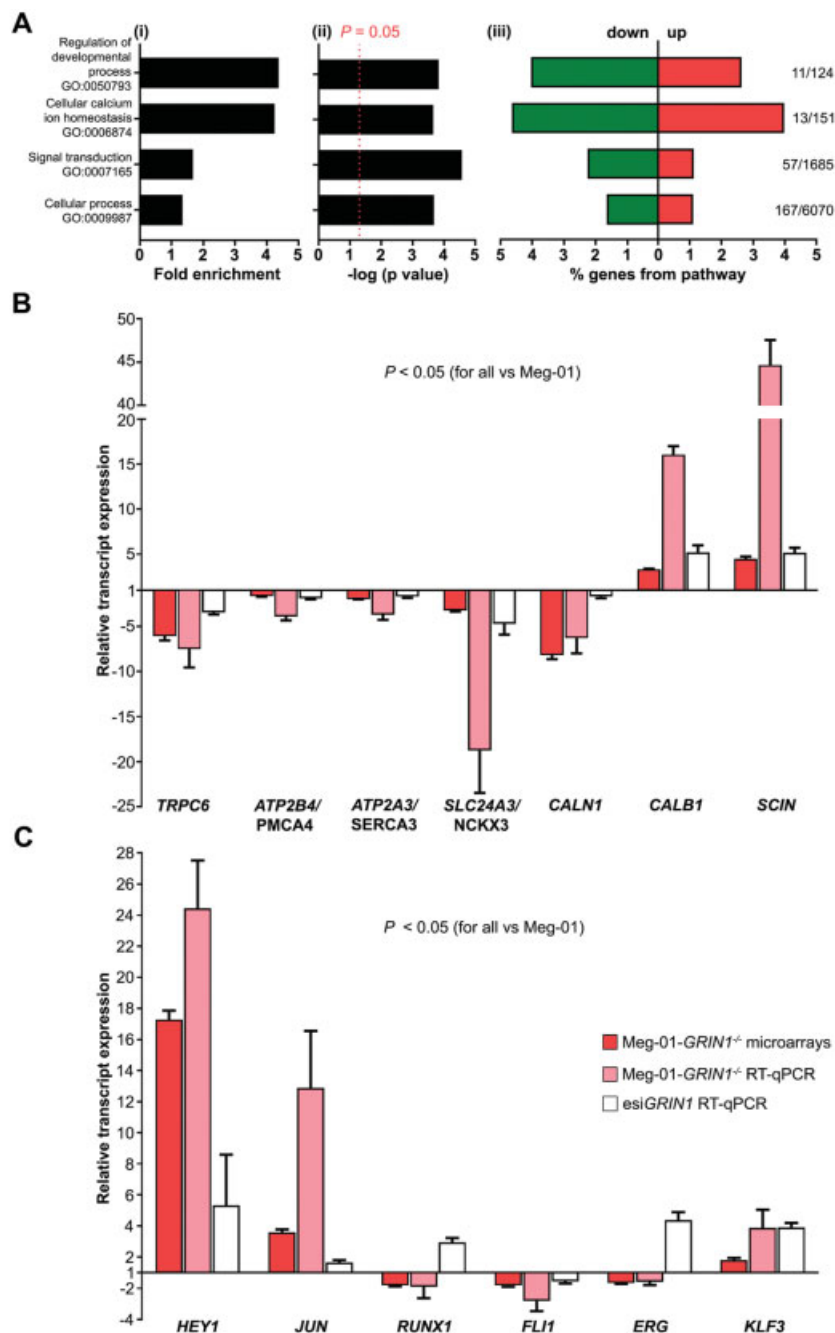 A
(i)
(ii)
P = 0.05
(iii)
down up
Regulation of
developmental
process
GO:0050793
11/124
Cellular calcium
ion homeostasis
GO:0006874
13/151
Signal transduction
GO:0007165
57/1685
Cellular process
GO:0009987
167/6070
0 1 2 3 4 5
Fold enrichment
0 1 2 3 4 5
-log (p value)
5 4 3 2 1 0 1 2 3 4 5
% genes from pathway
B
Relative transcript expression
50
45
40
20
15
10
5
1
-5
-10
-15
-20
-25
P < 0.05 (for all vs Meg-01)
TRPC6
ATP2B4/
PMCA4
ATP2A3/
SERCA3
SLC24A3/
NCKX3
CALN1
CALB1
SCIN
C
Relative transcript expression
28
26
24
22
20
18
16
14
12
10
8
6
4
2
1
-2
-4
P < 0.05 (for all vs Meg-01)
Meg-01-GRIN1-/- microarrays
Meg-01-GRIN1-/- RT-qPCR
esiGRIN1 RT-qPCR
HEY1
JUN
RUNX1
FLI1
ERG
KLF3